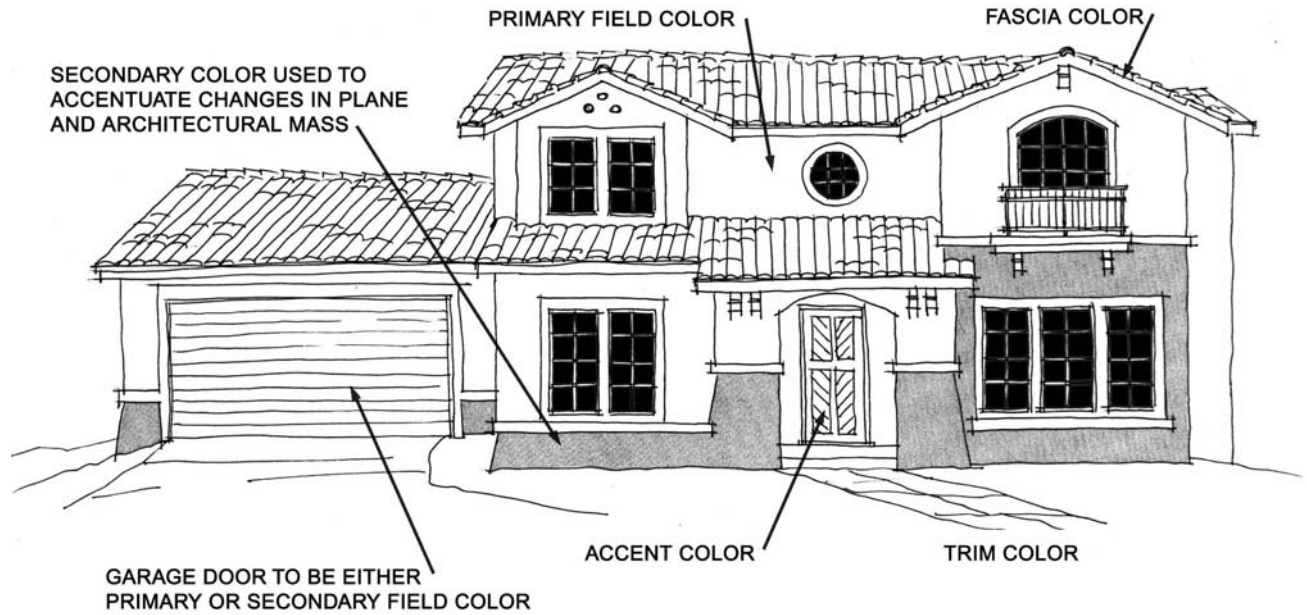 PRIMARY FIELD COLOR
FASCIA COLOR
SECONDARY COLOR USED TO
ACCENTUATE CHANGES IN PLANE
AND ARCHITECTURAL MASS
ACCENT COLOR
TRIM COLOR
GARAGE DOOR TO BE EITHER
PRIMARY OR SECONDARY FIELD COLOR